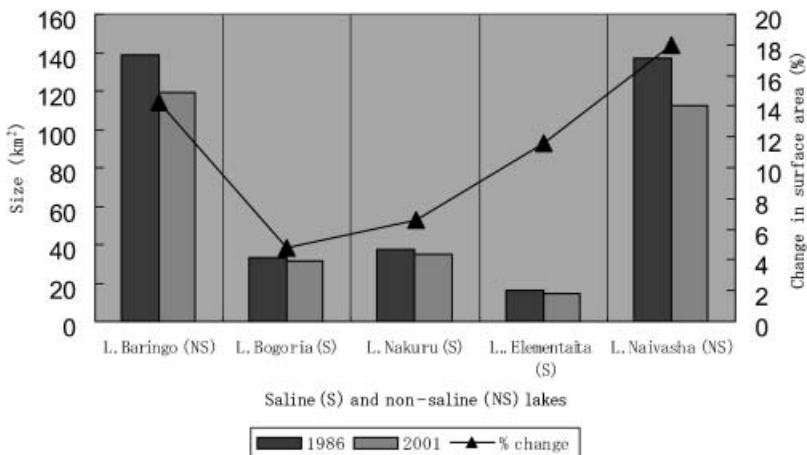 160
140
120
100
80
60
40
20
0
Size (km²)
20
18
16
14
12
10
8
6
4
2
0
Change in surface area (%)
L. Baringo (NS)
L. Bogoria (S)
L. Nakuru (S)
L.. Elementaita
(S)
L. Naivasha (NS)
Saline (S) and non-saline (NS) lakes
1986
2001
% change